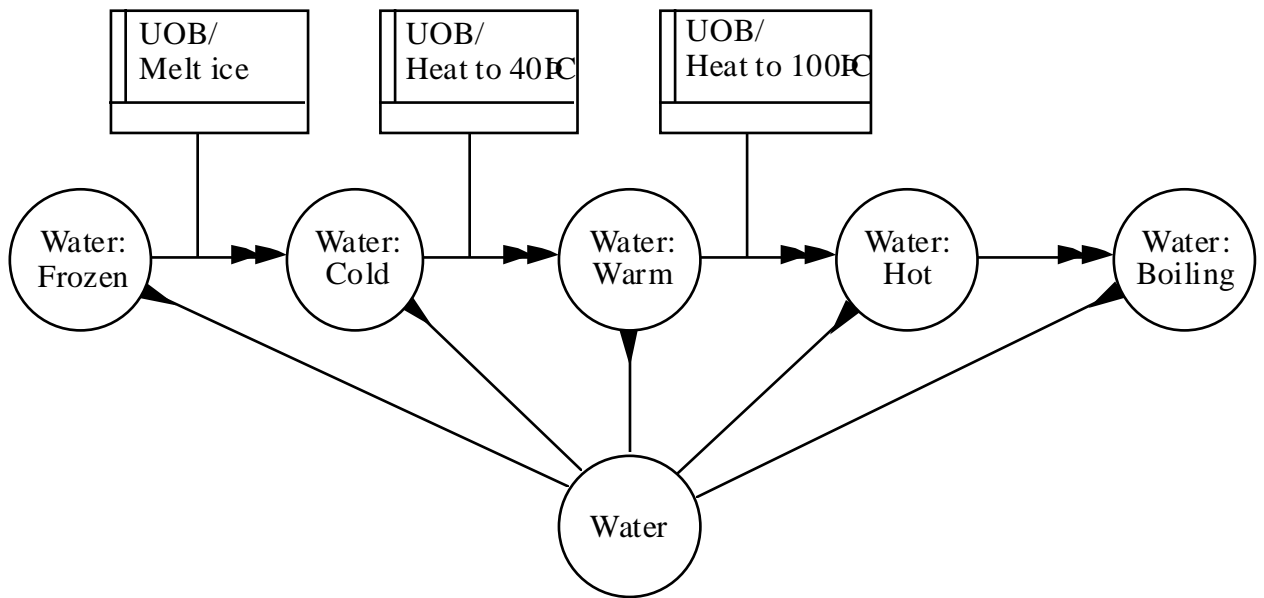 UOB/
Melt ice
UOB/
Heat to 40
UOB/
Heat to
Water:
Frozen
Water:
Cold
Water:
Warm
Water:
Hot
Water:
Boiling
Water